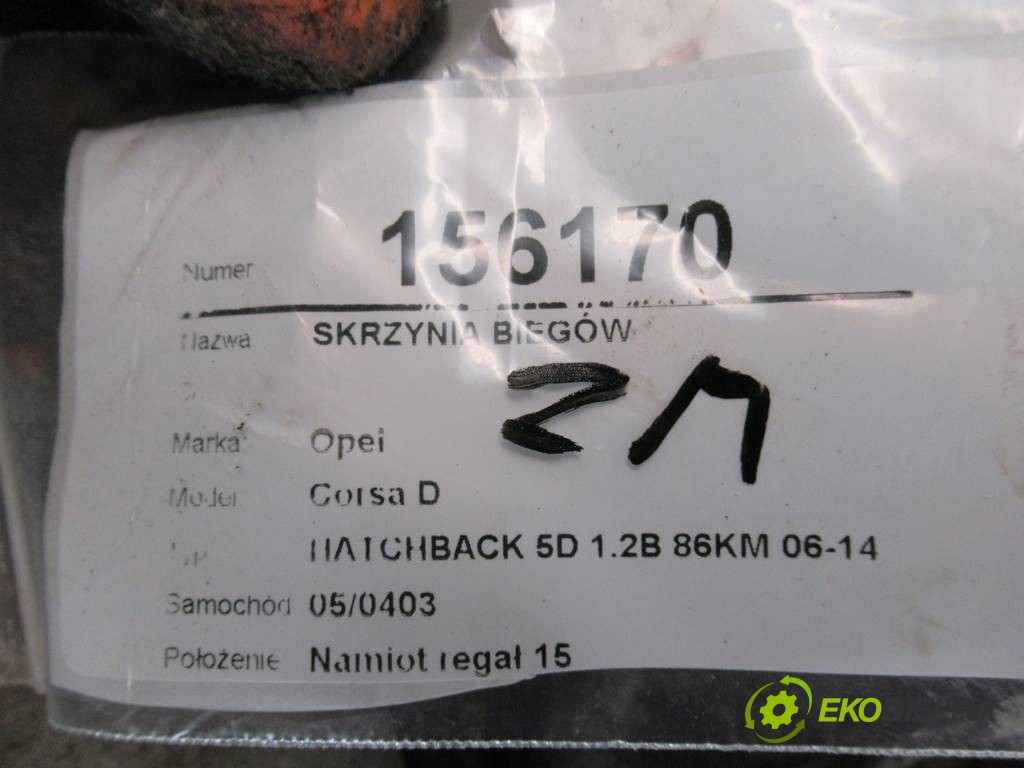 Numer 156170
Nazwa SKRZYNIA BIEGÓW
ZM
Marka Opel
Model Corsa D
HATCHBACK 5D 1.2B 86KM 06-14
Samochód 05/0403
Położenie Namiot regał 15
EKO